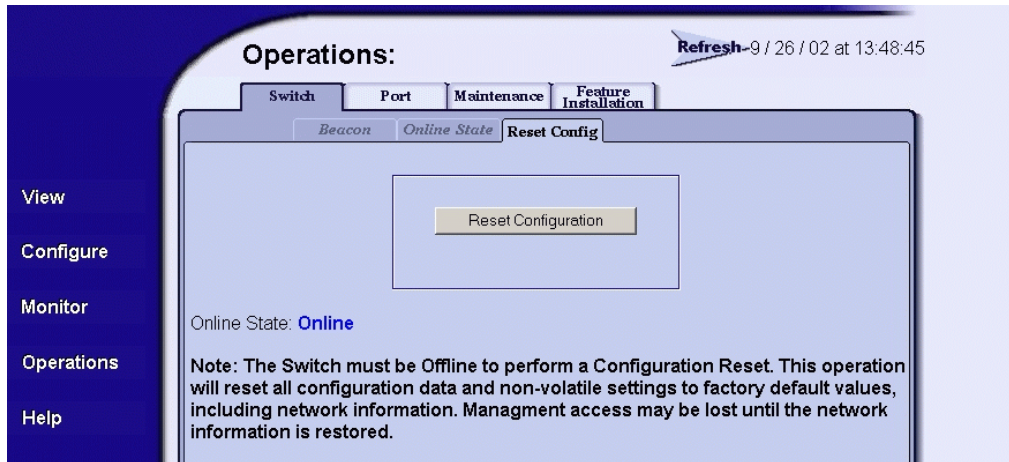 Operations:
Refresh-9 / 26 / 02 at 13:48:45
Switch
Port
Maintenance
Feature
Installation
Beacon
Online State
Reset Config
View
Configure
Monitor
Operations
Help
Reset Configuration
Online State: Online
Note: The Switch must be Offline to perform a Configuration Reset. This operation
will reset all configuration data and non-volatile settings to factory default values,
including network information. Managment access may be lost until the network
information is restored.